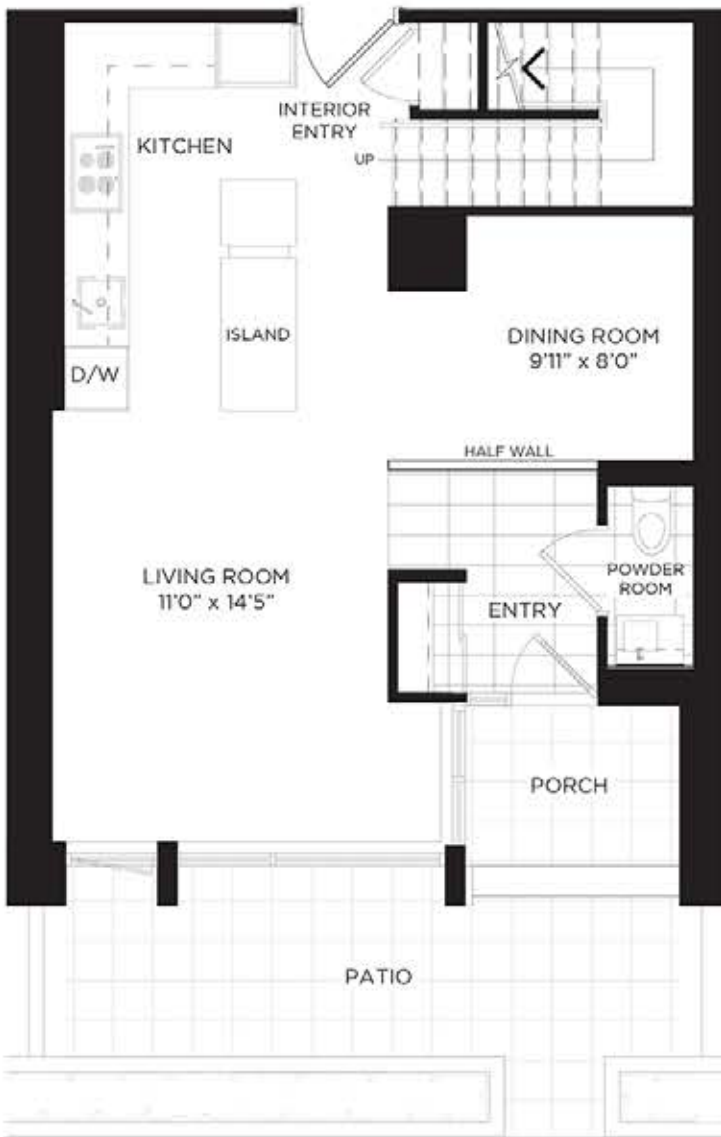 INTERIOR
ENTRY
KITCHEN
UP
ISLAND
DINING ROOM
9'11" x 8'0"
D/W
HALF WALL
LIVING ROOM
11'0" x 14'5"
POWDER
ROOM
ENTRY
PORCH
PATIO